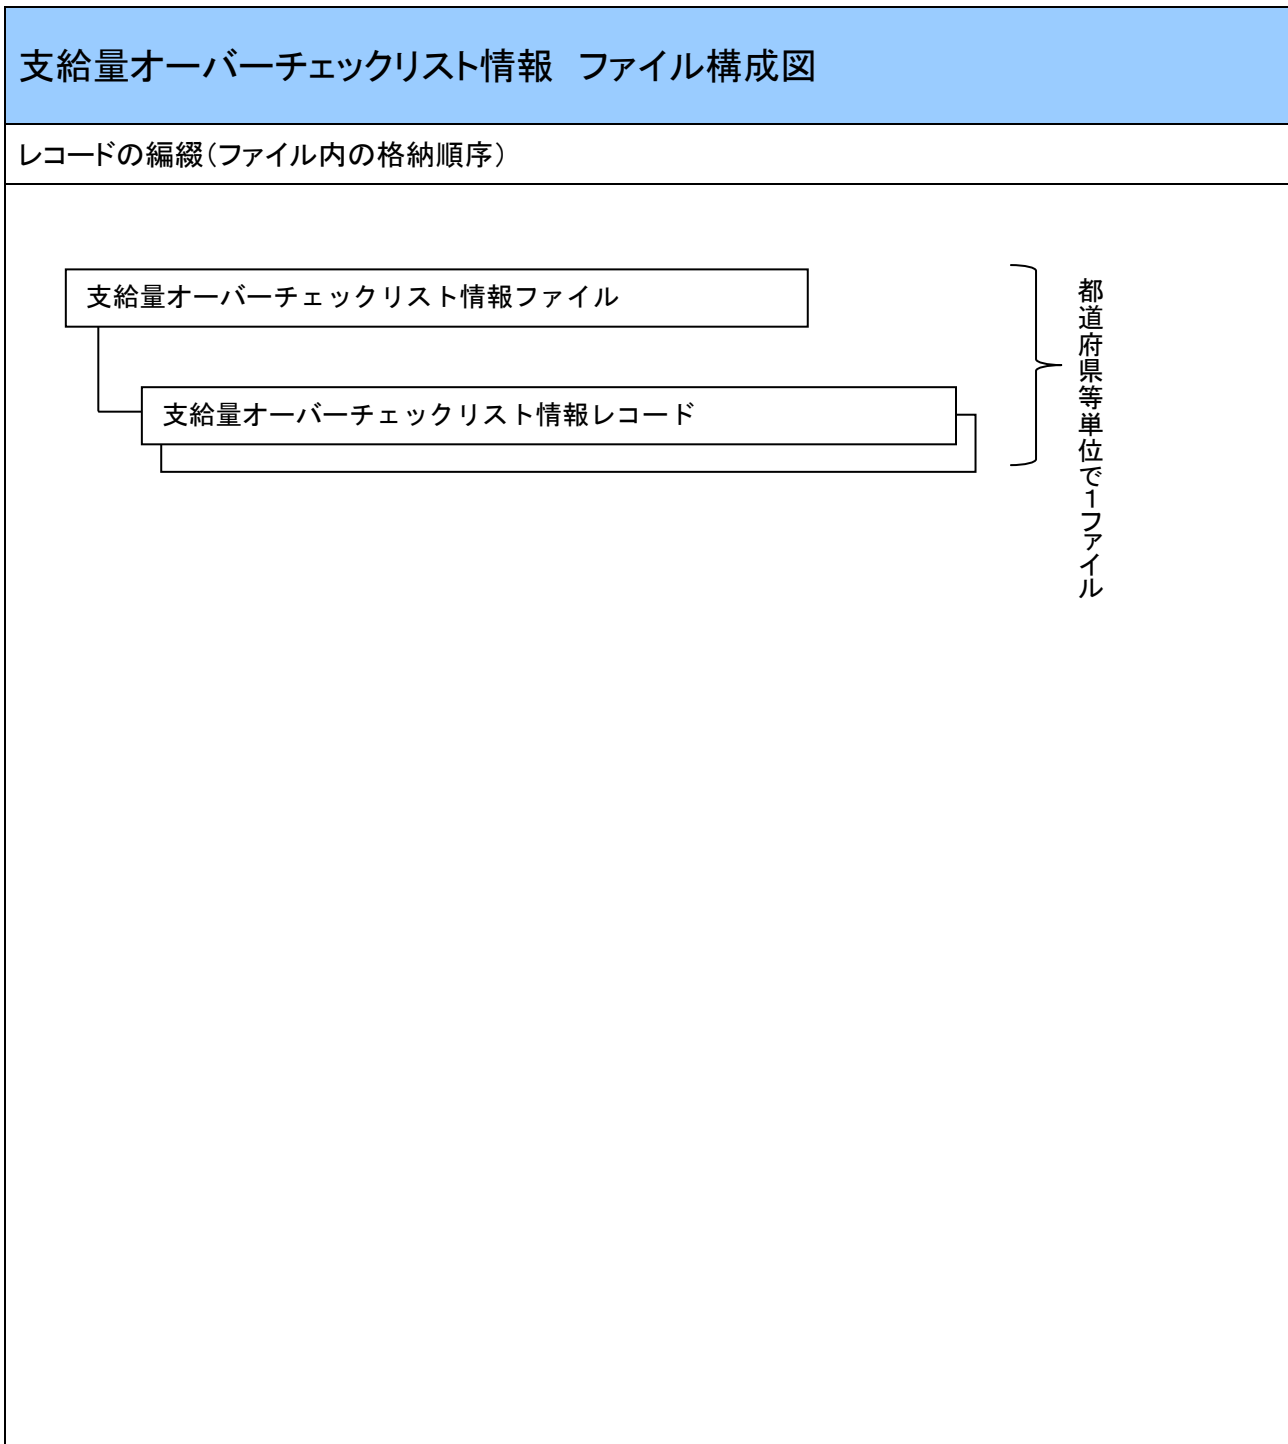 支給量オーバーチェックリスト情報　ファイル構成図
レコードの編綴（ファイル内の格納順序）
支給量オーバーチェックリスト情報ファイル
支給量オーバーチェックリスト情報レコード
都道府県等単位で１ファイル